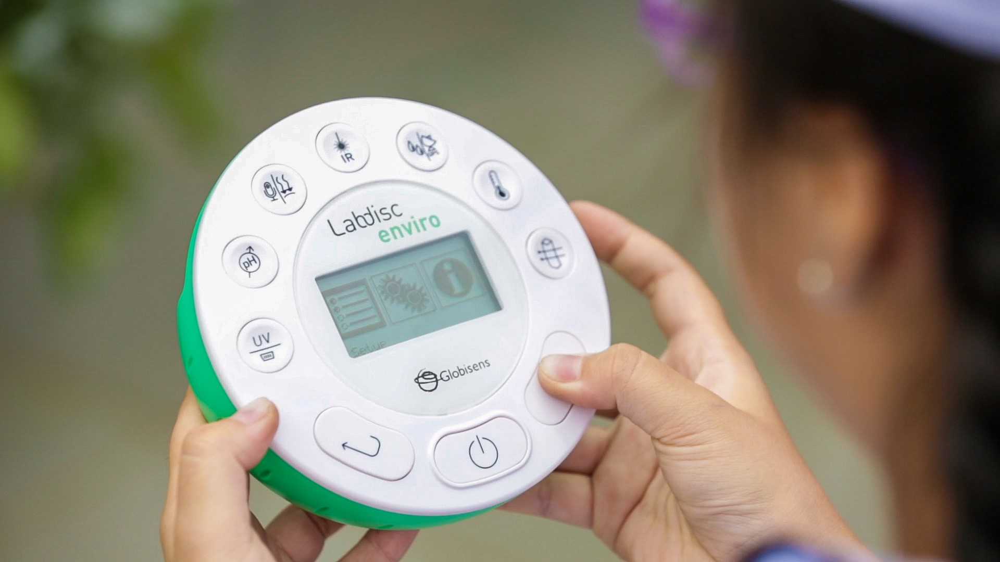 IR
Labdisc
enviro
pH
UV
Setup
Globisens